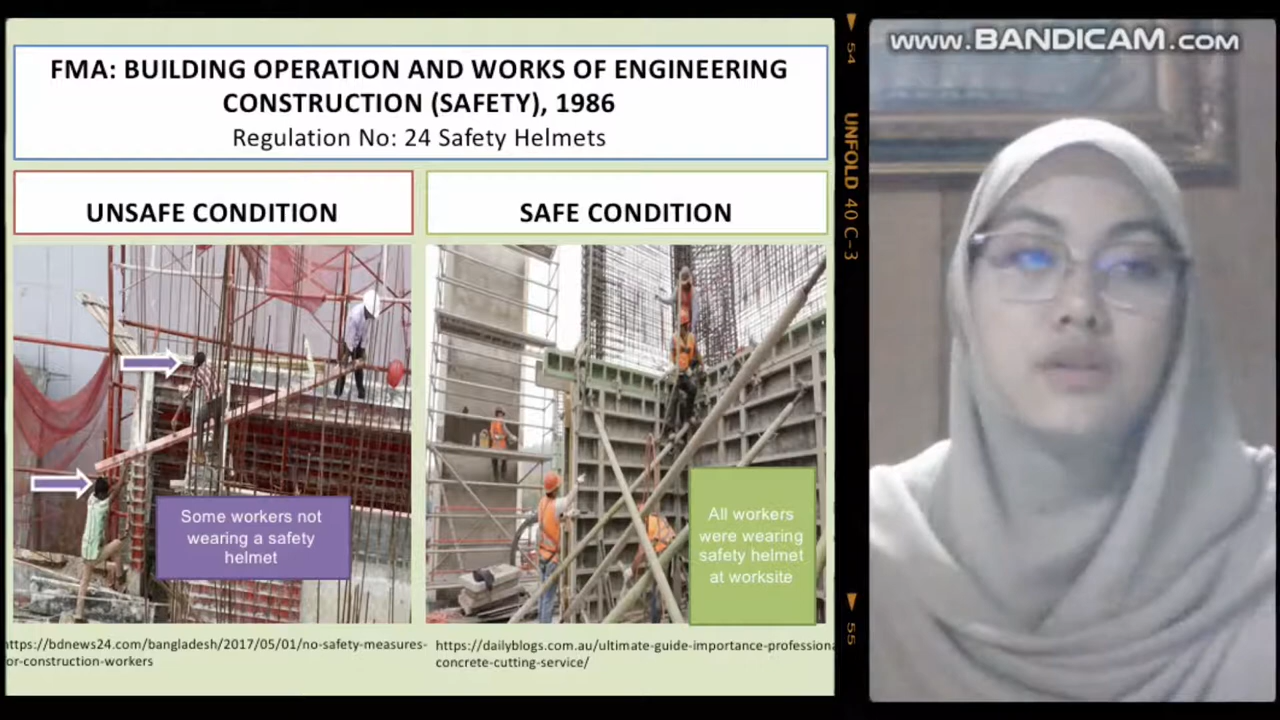 www.BANDICAM.com
FMA: BUILDING OPERATION AND WORKS OF ENGINEERING
CONSTRUCTION (SAFETY), 1986
Regulation No: 24 Safety Helmets
UNSAFE CONDITION
SAFE CONDITION
Some workers not
wearing a safety
helmet
All workers
were wearing
safety helmet
at worksite
ttps://bdnews24.com/bangladesh/2017/05/01/no-safety-measures-
or-construction-workers
https://dailyblogs.com.au/ultimate-guide-importance-profession
concrete-cutting-service/
54
UNFOLD 40 C-3
55